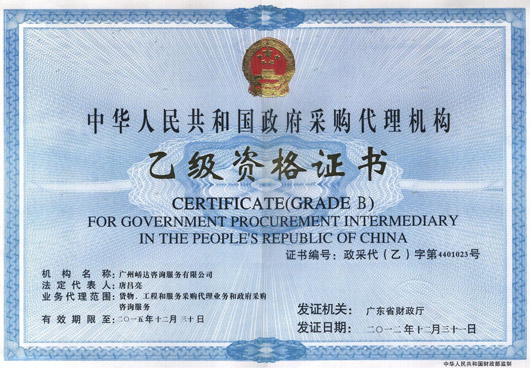 中华人民共和国政府采购代理机构
乙级资格证书
CERTIFICATE(GRADE B)
FOR GOVERNMENT PROCUREMENT INTERMEDIARY
IN THE PEOPLE'S REPUBLIC OF CHINA
证书编号：政采代（乙）字第4401023号
机构名称：广州峤达咨询服务有限公司
法定代表人：唐昌亮
业务代理范围：货物、工程和服务采购代理业务和政府采购
咨询服务
有效期限至：二○一五年十二月三十日
发证机关：广东省财政厅
发证日期：二○一二年十二月三十一日
中华人民共和国财政部监制